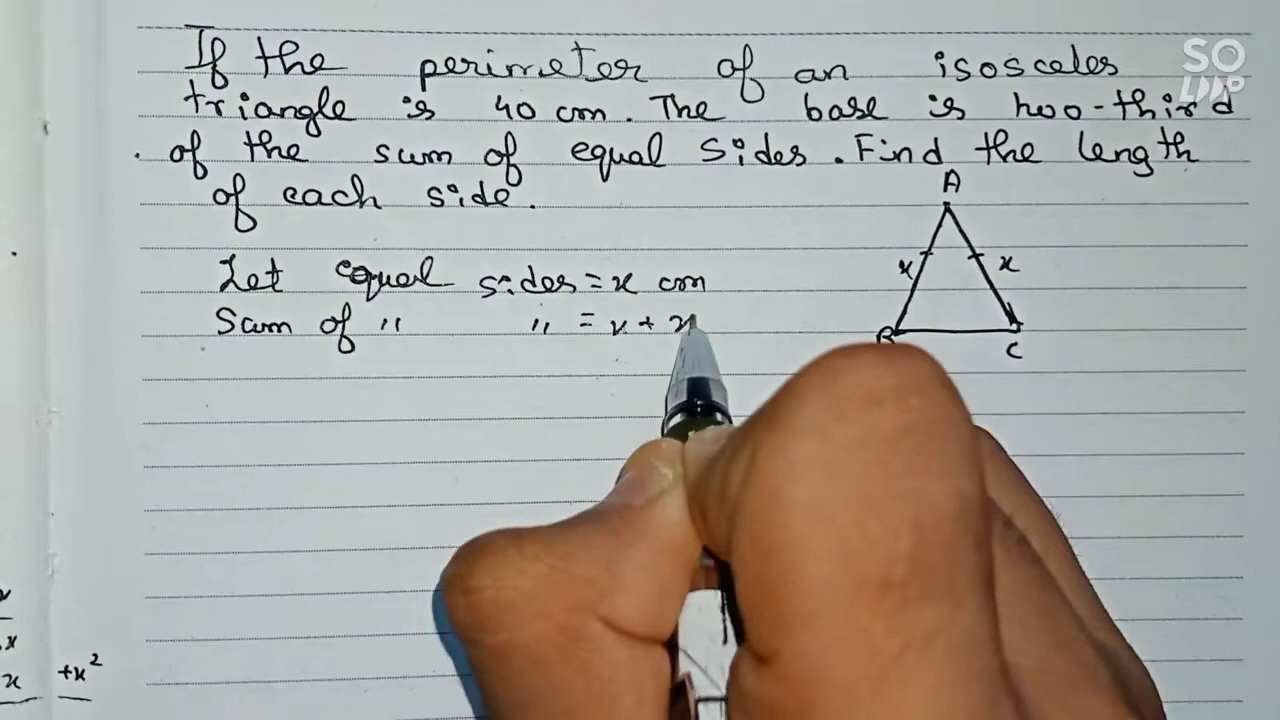 If the perimeter of an isosceles
triangle is 40 cm. The base is two-third
of the sum of equal sides. Find the length
of each side.
A
Let equal sides = x cm
x
x
Sum of " " = x + x
B
C
x
x
+x²